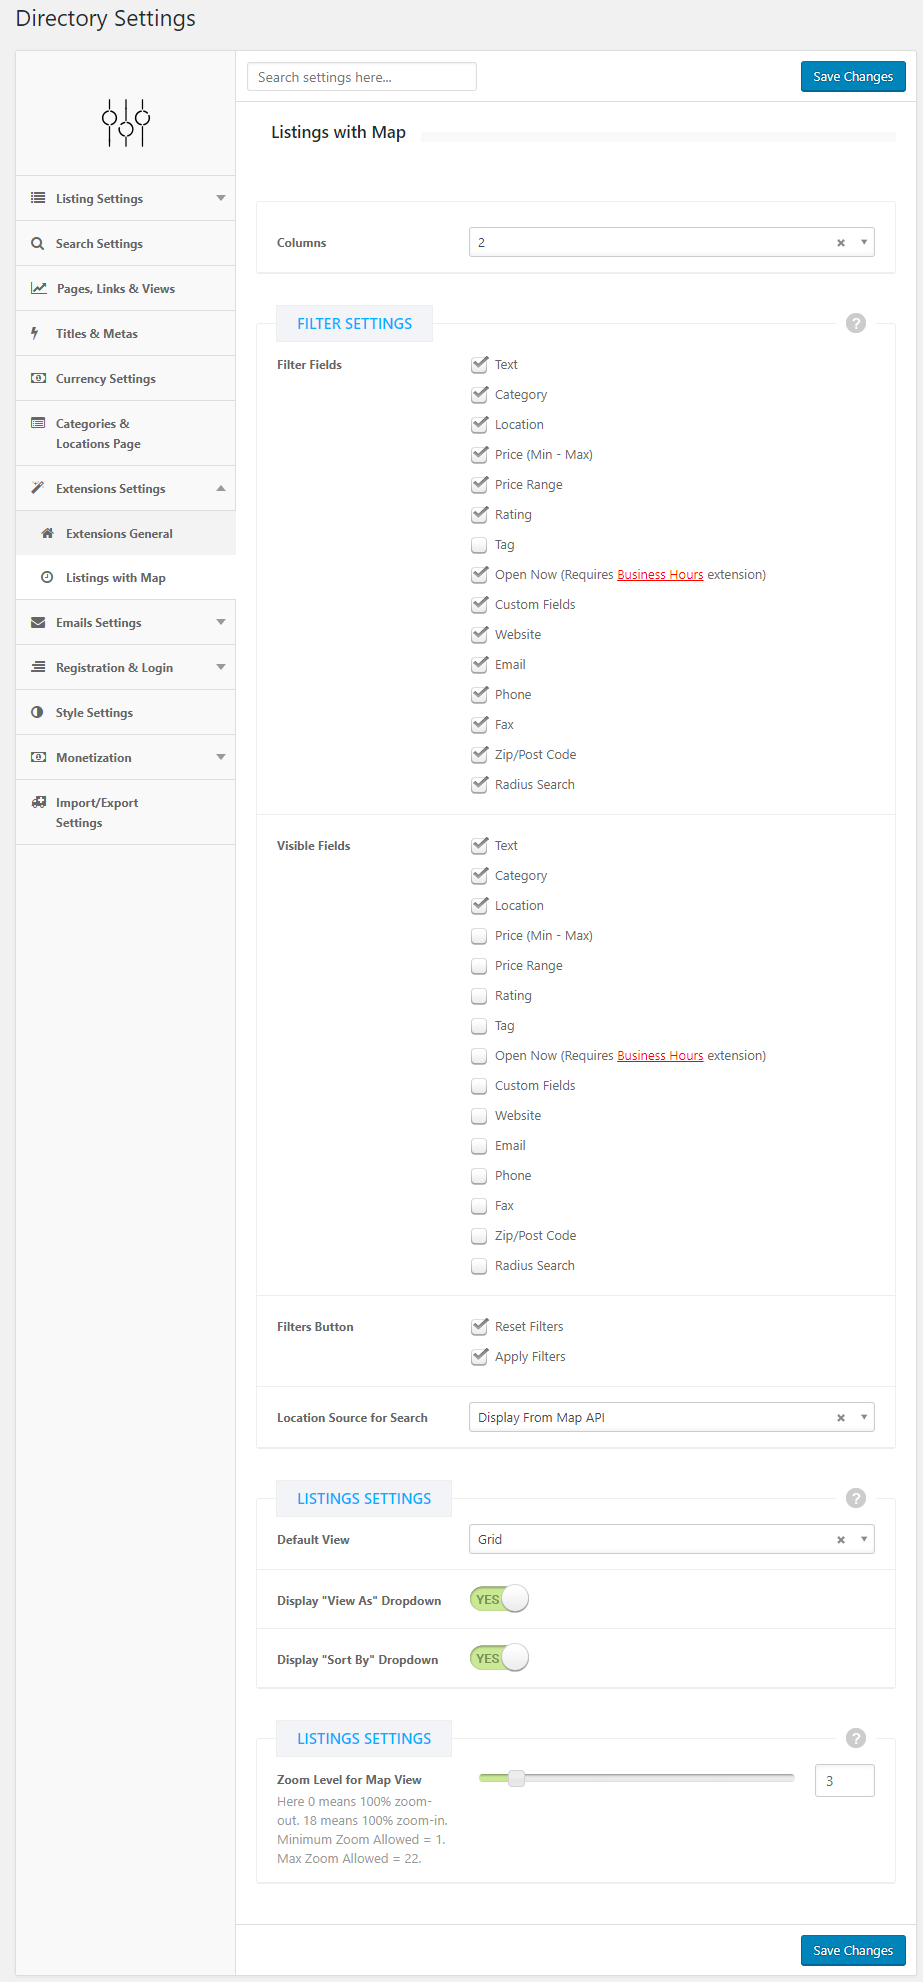 Directory Settings
Search settings here...
Save Changes
Listing Settings
Search Settings
Pages, Links & Views
Titles & Metas
Currency Settings
Categories &
Locations Page
Extensions Settings
Extensions General
Listings with Map
Emails Settings
Registration & Login
Style Settings
Monetization
Import/Export
Settings
Listings with Map
Columns
2
FILTER SETTINGS
?
Filter Fields
Text
Category
Location
Price (Min - Max)
Price Range
Rating
Tag
Open Now (Requires Business Hours extension)
Custom Fields
Website
Email
Phone
Fax
Zip/Post Code
Radius Search
Visible Fields
Text
Category
Location
Price (Min - Max)
Price Range
Rating
Tag
Open Now (Requires Business Hours extension)
Custom Fields
Website
Email
Phone
Fax
Zip/Post Code
Radius Search
Filters Button
Reset Filters
Apply Filters
Location Source for Search
Display From Map API
LISTINGS SETTINGS
?
Default View
Grid
Display "View As" Dropdown
YES
Display "Sort By" Dropdown
YES
LISTINGS SETTINGS
?
Zoom Level for Map View
3
Here 0 means 100% zoom-
out. 18 means 100% zoom-in.
Minimum Zoom Allowed = 1.
Max Zoom Allowed = 22.
Save Changes